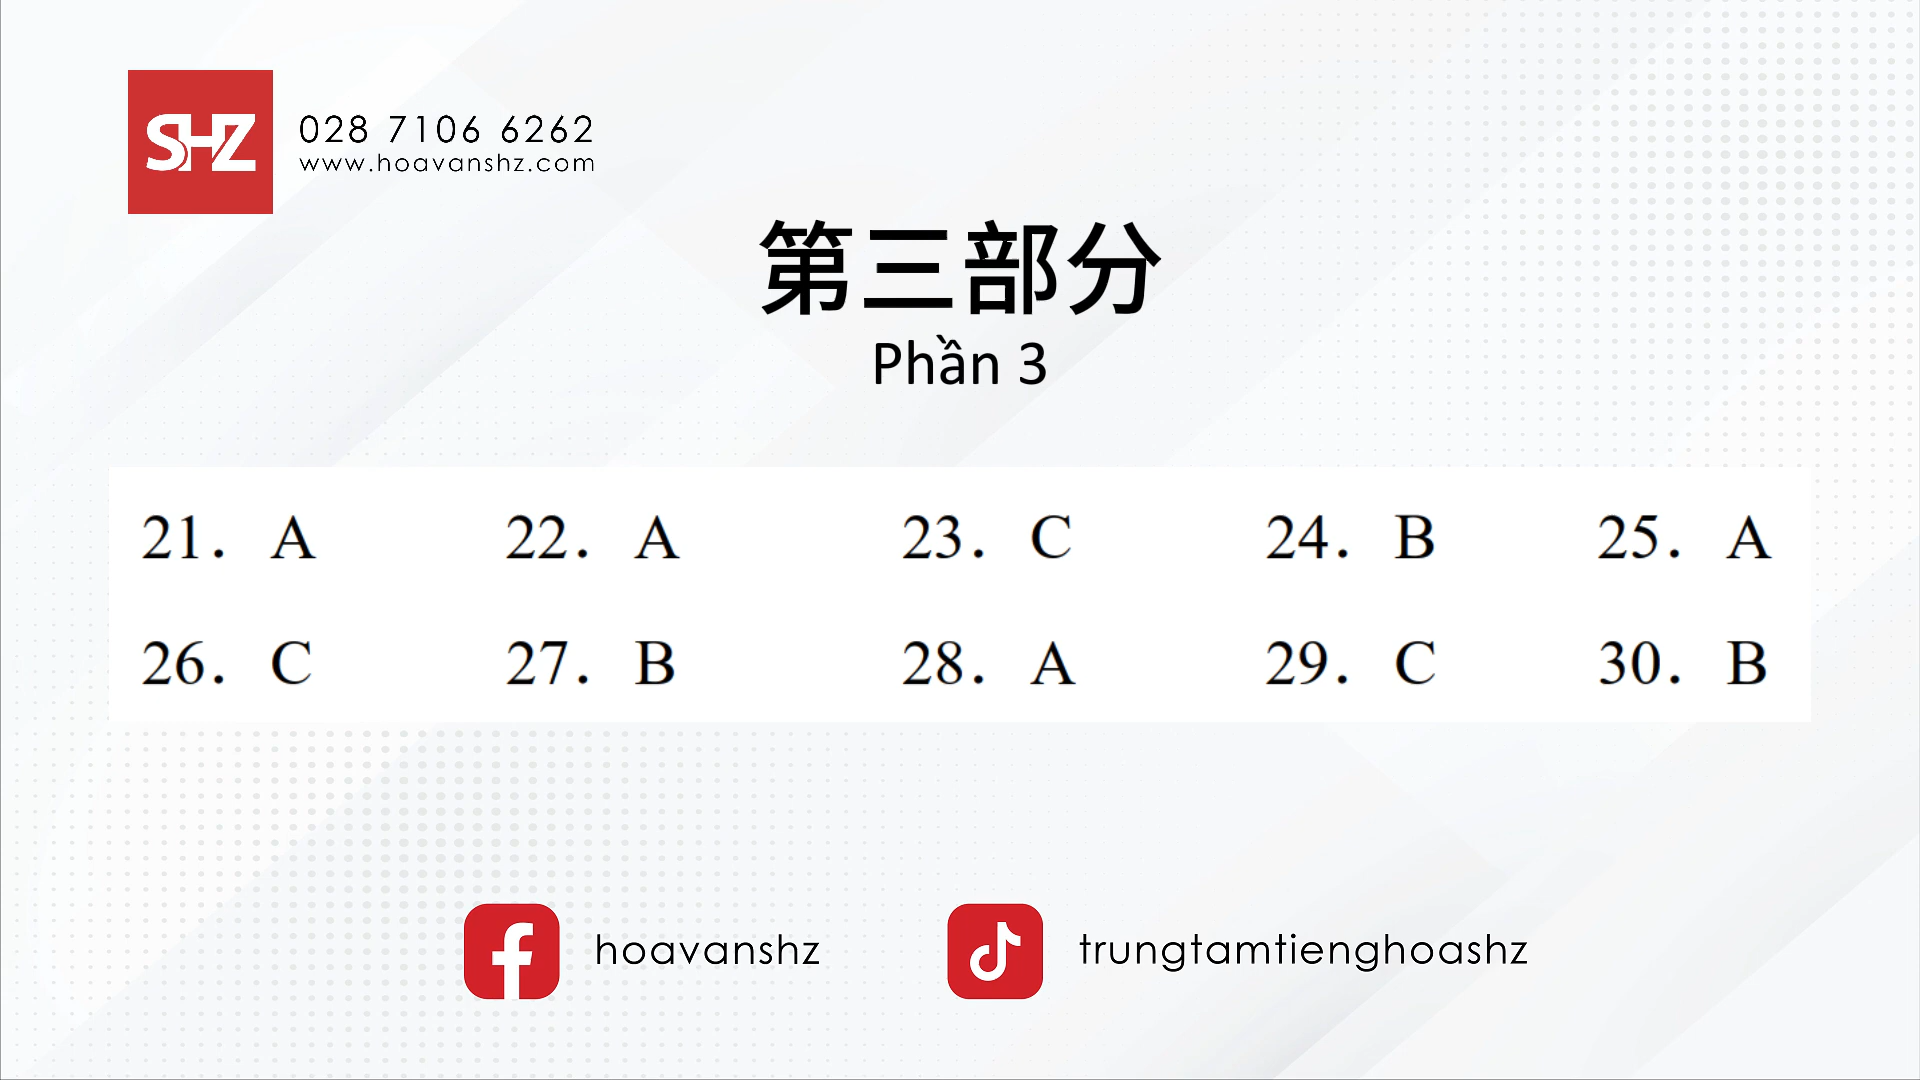 SHZ
028 7106 6262
www.hoavanshz.com
第三部分
Phần 3
21. A 22. A 23. C 24. B 25. A
26. C 27. B 28. A 29. C 30. B
hoavanshz
trungtamtienghoashz